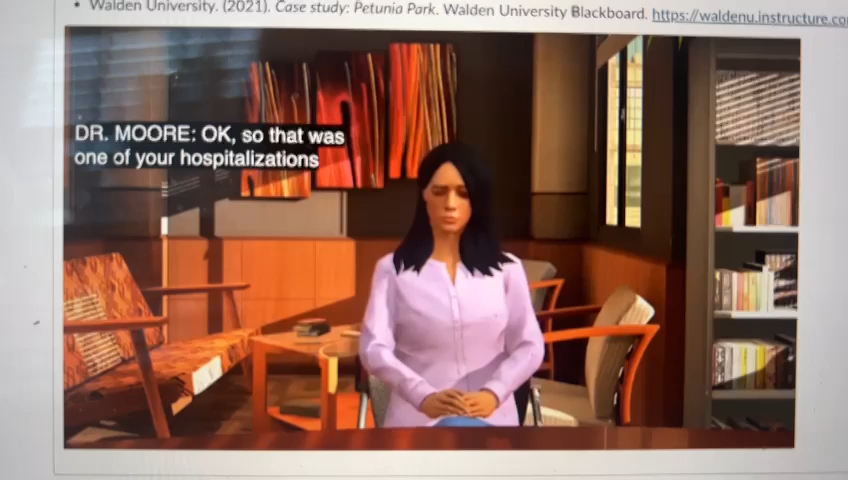 Walden University. (2021). Case study: Petunia Park. Walden University Blackboard. https://waldenu.instructure.co
DR. MOORE: OK, so that was
one of your hospitalizations